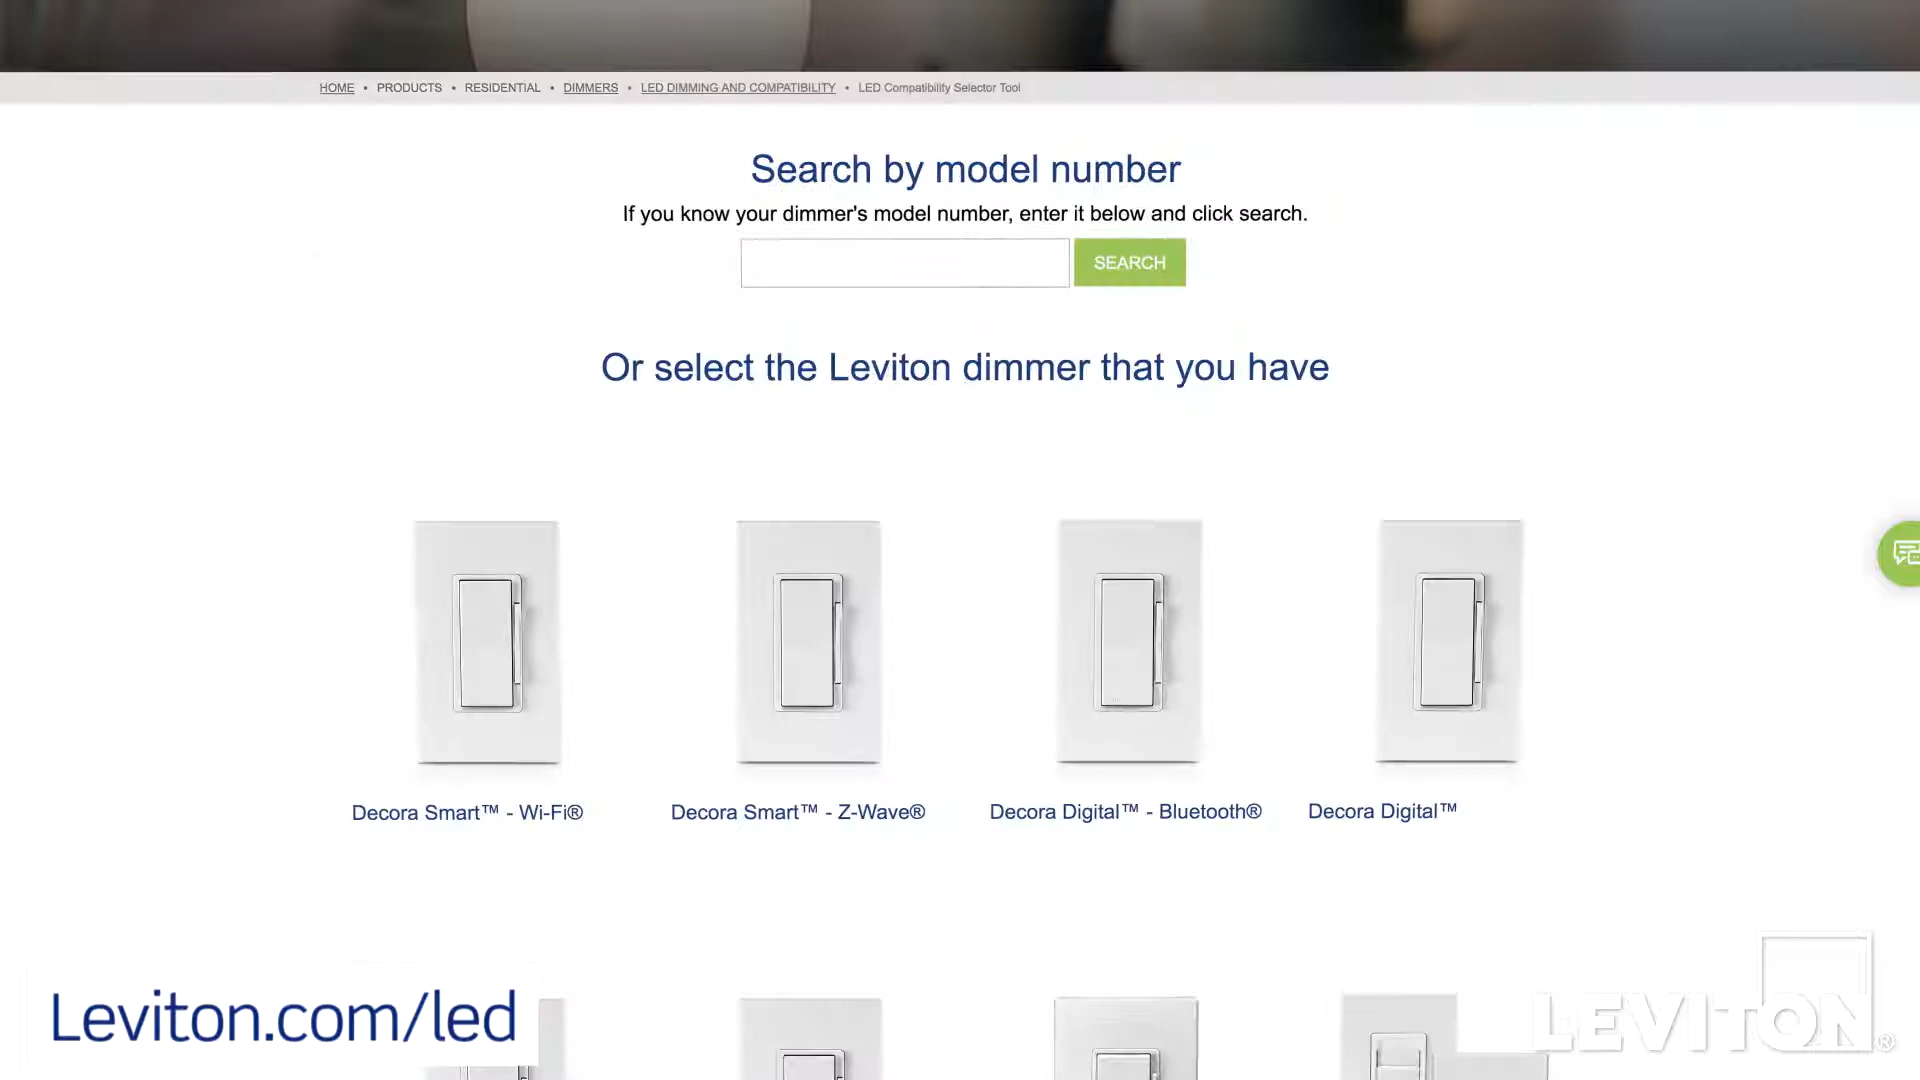 HOME • PRODUCTS • RESIDENTIAL • DIMMERS • LED DIMMING AND COMPATIBILITY • LED Compatibility Selector Tool
Search by model number
If you know your dimmer's model number, enter it below and click search.
SEARCH
Or select the Leviton dimmer that you have
Decora Smart™ - Wi-Fi® Decora Smart™ - Z-Wave® Decora Digital™ - Bluetooth® Decora Digital™
Leviton.com/led
LEVITON®